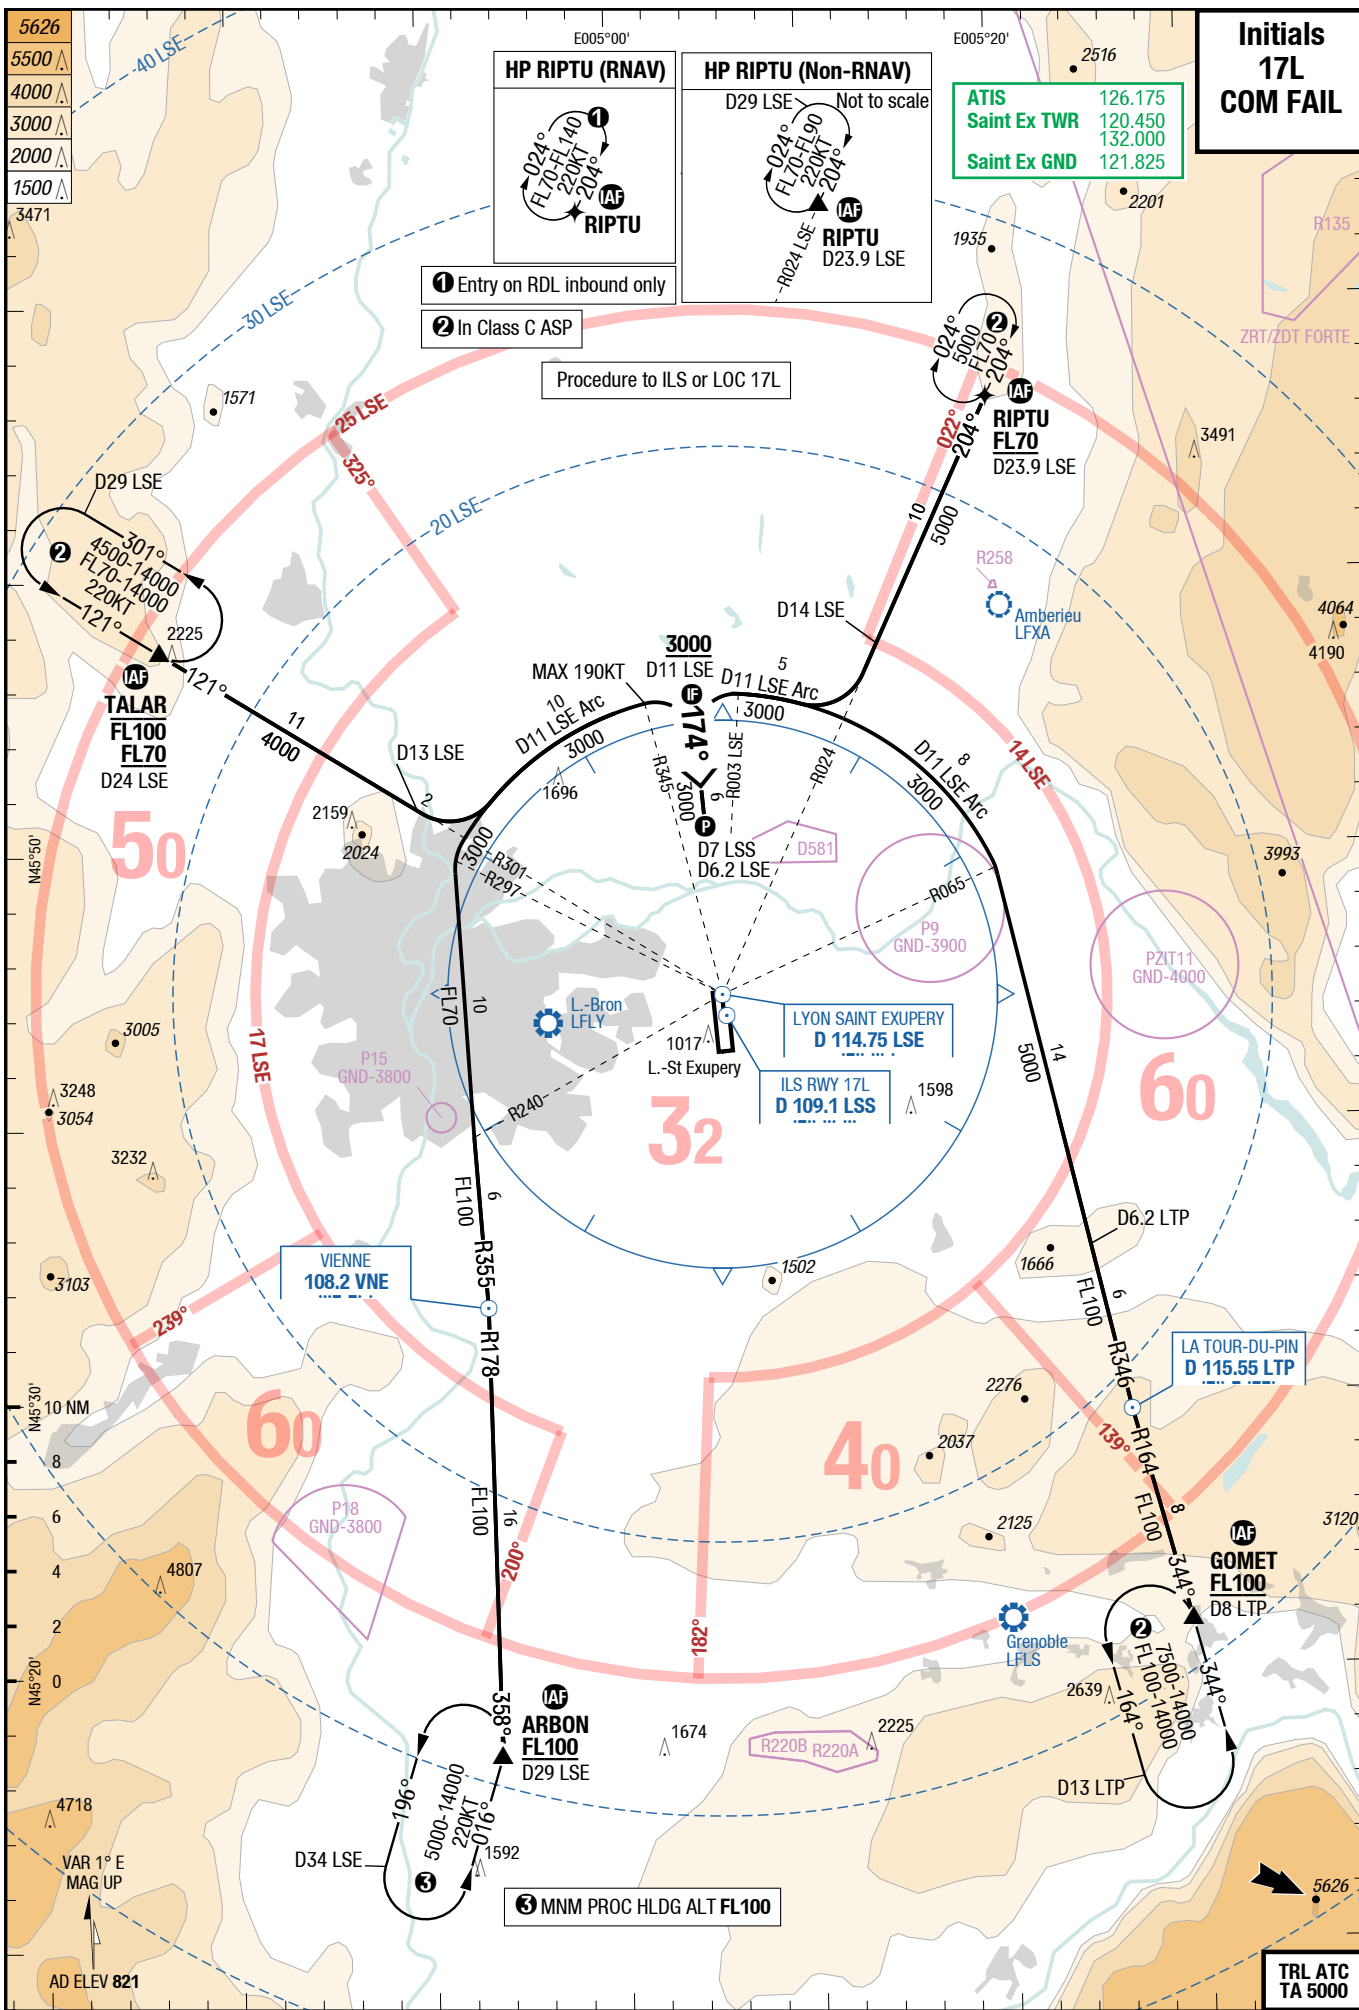 5626
5500
4000
3000
2000
1500
3471
40 LSE
30 LSE
E005°00'
E005°20'
Initials
17L
COM FAIL
HP RIPTU (RNAV)
024°
FL70-FL140
220KT
204°
1
IAF
RIPTU
HP RIPTU (Non-RNAV)
D29 LSE
Not to scale
024°
FL70-FL90
220KT
204°
IAF
RIPTU
D23.9 LSE
R024 LSE
ATIS 126.175
Saint Ex TWR 120.450
132.000
Saint Ex GND 121.825
1 Entry on RDL inbound only
2 In Class C ASP
Procedure to ILS or LOC 17L
2516
2201
1935
R135
ZRT/ZDT FORTE
024°
5000
FL70
204°
2
IAF
RIPTU
FL70
D23.9 LSE
022°
204°
10
5000
3491
1571
25 LSE
325°
20 LSE
D29 LSE
2
301°
4500-14000
FL70-14000
220KT
121°
2225
IAF
TALAR
FL100
FL70
D24 LSE
121°
11
4000
D13 LSE
2
R258
Amberieu
LFXA
4064
4190
D14 LSE
3000
D11 LSE
IF
MAX 190KT
10
D11 LSE Arc
3000
5
D11 LSE Arc
3000
174°
R345
3000
6
R003 LSE
R024
P
D7 LSS
D6.2 LSE
8
D11 LSE Arc
3000
14 LSE
1696
2159
2024
3000
R301
R297
D581
R065
P9
GND-3900
PZIT11
GND-4000
3993
N45°50'
50
3005
17 LSE
FL70
10
L.-Bron
LFLY
P15
GND-3800
R240
1017
L.-St Exupery
LYON SAINT EXUPERY
D 114.75 LSE
ILS RWY 17L
D 109.1 LSS
1598
14
5000
60
32
3248
3054
3232
3103
239°
VIENNE
108.2 VNE
6
FL100
R355
R178
1502
1666
D6.2 LTP
6
FL100
R346
LA TOUR-DU-PIN
D 115.55 LTP
R164
139°
2276
2037
40
60
N45°30'
10 NM
8
6
4
2
0
N45°20'
P18
GND-3800
4807
FL100
16
200°
182°
2125
8
FL100
344°
3120
IAF
GOMET
FL100
D8 LTP
Grenoble
LFLS
2
7500-14000
FL100-14000
164°
344°
2639
D13 LTP
358°
IAF
ARBON
FL100
D29 LSE
1674
R220B
R220A
2225
196°
5000-14000
220KT
016°
1592
D34 LSE
3
3 MNM PROC HLDG ALT FL100
4718
VAR 1° E
MAG UP
AD ELEV 821
5626
TRL ATC
TA 5000